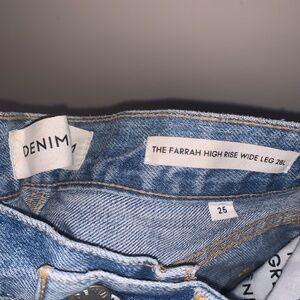 DENIM
THE FARRAH HIGH RISE WIDE LEG 28L
25